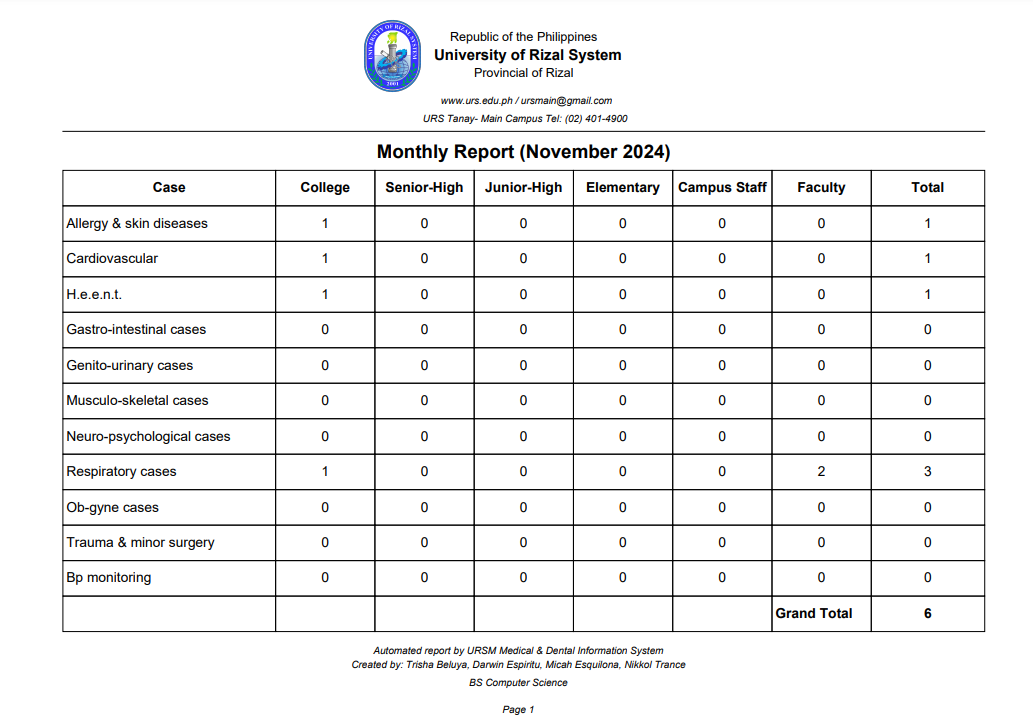 UNIVERSITY OF RIZAL SYSTEM
2001
Republic of the Philippines
University of Rizal System
Provincial of Rizal
www.urs.edu.ph / ursmain@gmail.com
URS Tanay- Main Campus Tel: (02) 401-4900
Monthly Report (November 2024)
Case College Senior-High Junior-High Elementary Campus Staff Faculty Total
Allergy & skin diseases 1 0 0 0 0 0 1
Cardiovascular 1 0 0 0 0 0 1
H.e.e.n.t. 1 0 0 0 0 0 1
Gastro-intestinal cases 0 0 0 0 0 0 0
Genito-urinary cases 0 0 0 0 0 0 0
Musculo-skeletal cases 0 0 0 0 0 0 0
Neuro-psychological cases 0 0 0 0 0 0 0
Respiratory cases 1 0 0 0 0 2 3
Ob-gyne cases 0 0 0 0 0 0 0
Trauma & minor surgery 0 0 0 0 0 0 0
Bp monitoring 0 0 0 0 0 0 0
Grand Total 6
Automated report by URSM Medical & Dental Information System
Created by: Trisha Beluya, Darwin Espiritu, Micah Esquilona, Nikkol Trance
BS Computer Science
Page 1